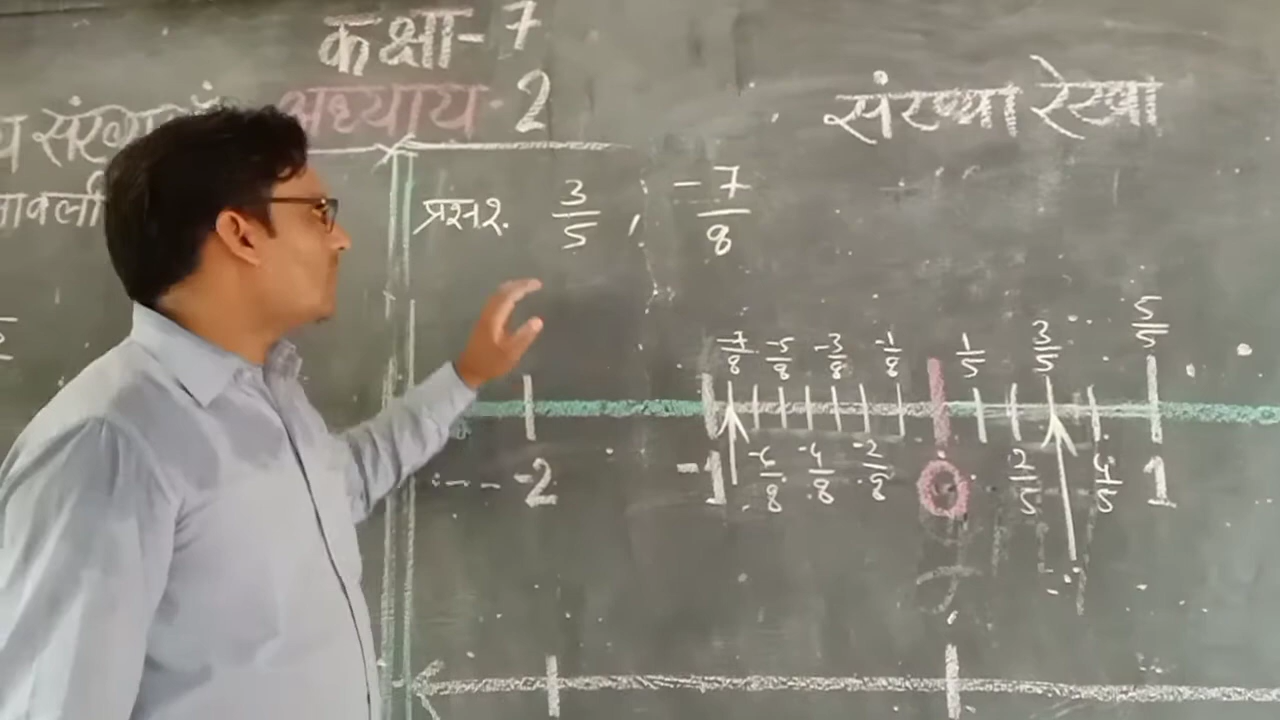 कक्षा-7
अध्याय-2
संख्या रेखा
प्रश्न१. 3/5 , -7/8
-7/8 -5/8 -3/8 -1/8 1/5 3/5 5/5
-6/8 -4/8 -2/8 2/5 4/5
--- -2 -1 0 1